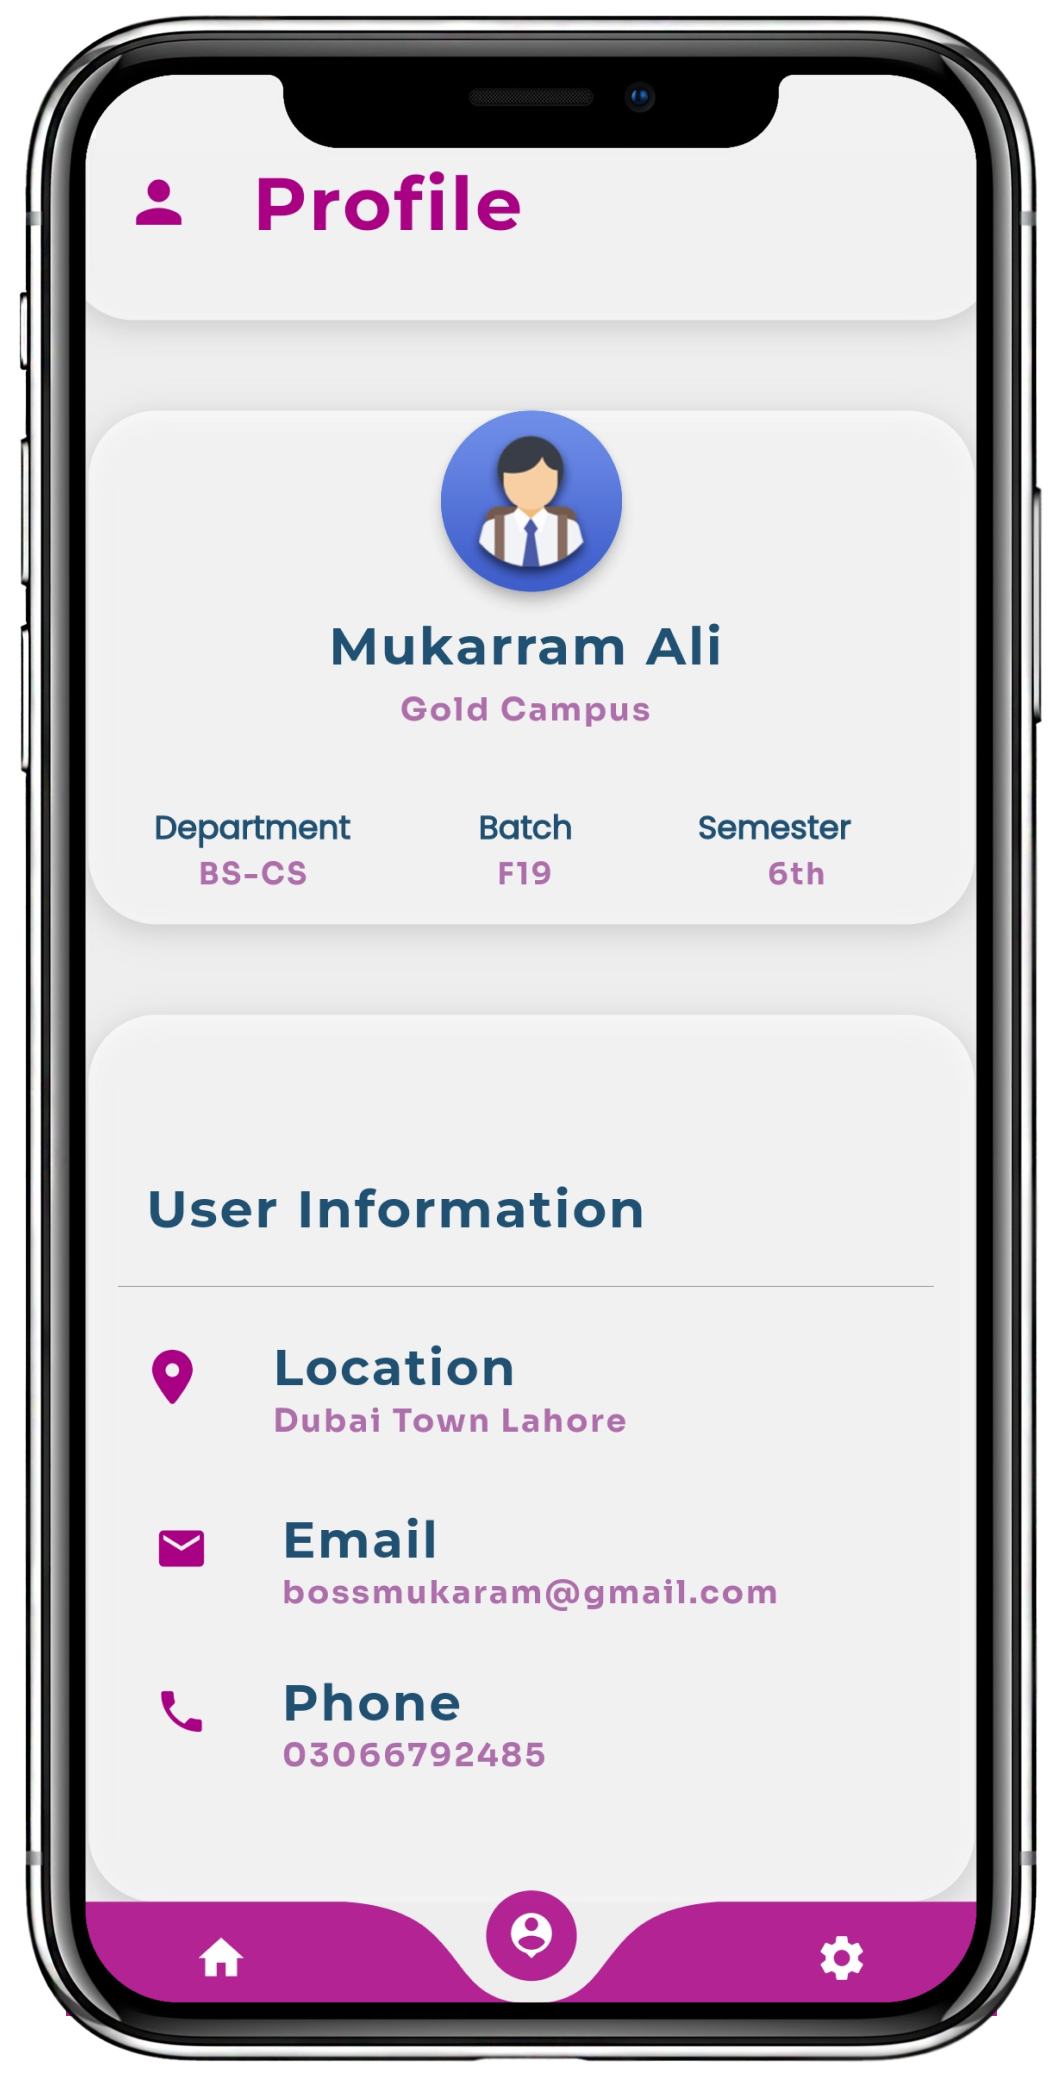 Profile
Mukarram Ali
Gold Campus
Department Batch Semester
BS-CS F19 6th
User Information
Location
Dubai Town Lahore
Email
bossmukaram@gmail.com
Phone
03066792485